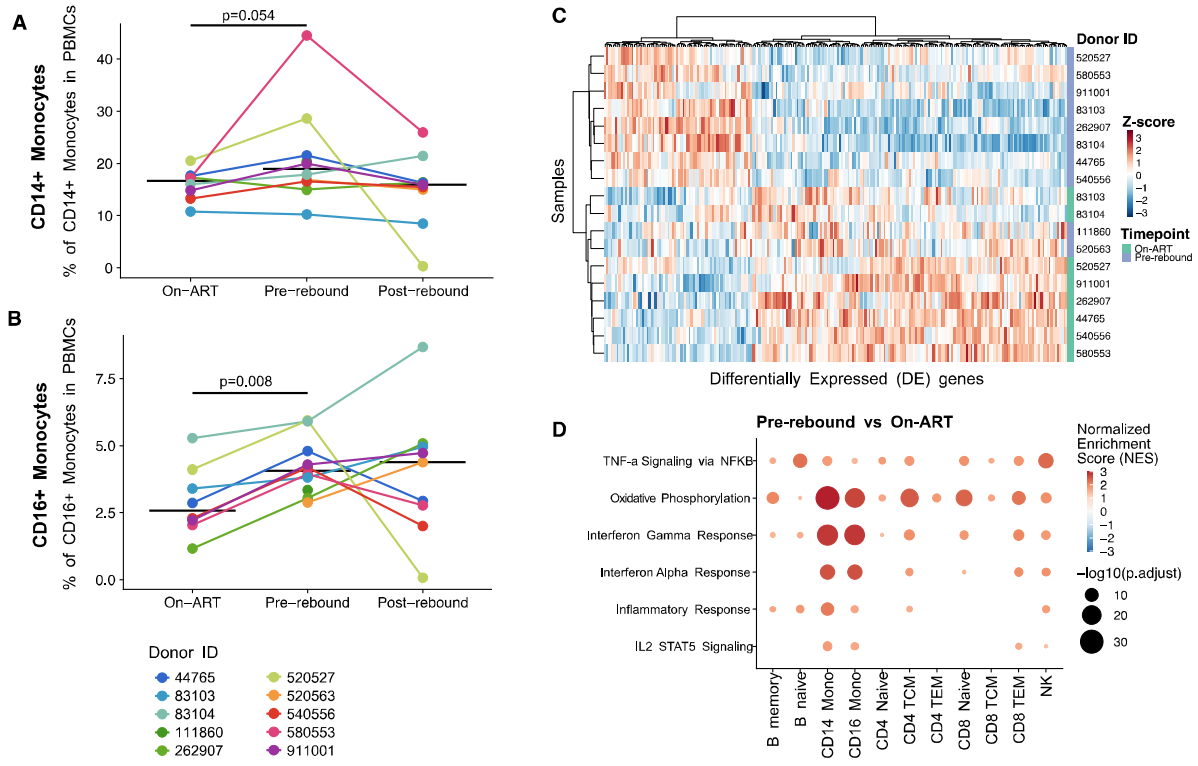 A
CD14+ Monocytes
% of CD14+ Monocytes in PBMCs
40
30
20
10
0
p=0.054
On−ART
Pre−rebound
Post−rebound
B
CD16+ Monocytes
% of CD16+ Monocytes in PBMCs
7.5
5.0
2.5
0.0
p=0.008
On−ART
Pre−rebound
Post−rebound
Donor ID
44765
83103
83104
111860
262907
520527
520563
540556
580553
911001
C
Samples
Donor ID
520527
580553
911001
83103
262907
83104
44765
540556
83103
83104
111860
520563
520527
911001
262907
44765
540556
580553
Differentially Expressed (DE) genes
Z−score
3
2
1
0
−1
−2
−3
Timepoint
On−ART
Pre−rebound
D
Pre−rebound vs On−ART
TNF−a Signaling via NFKB
Oxidative Phosphorylation
Interferon Gamma Response
Interferon Alpha Response
Inflammatory Response
IL2 STAT5 Signaling
B memory
B naive
CD14 Mono
CD16 Mono
CD4 Naive
CD4 TCM
CD4 TEM
CD8 Naive
CD8 TCM
CD8 TEM
NK
Normalized
Enrichment
Score (NES)
3
2
1
0
−1
−2
−3
−log10(p.adjust)
10
20
30